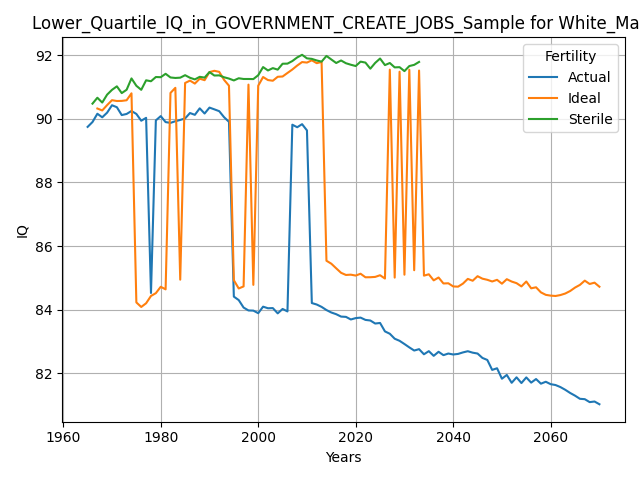 Lower_Quartile_IQ_in_GOVERNMENT_CREATE_JOBS_Sample for White_Ma
92
90
88
86
84
82
IQ
Fertility
Actual
Ideal
Sterile
1960 1980 2000 2020 2040 2060
Years